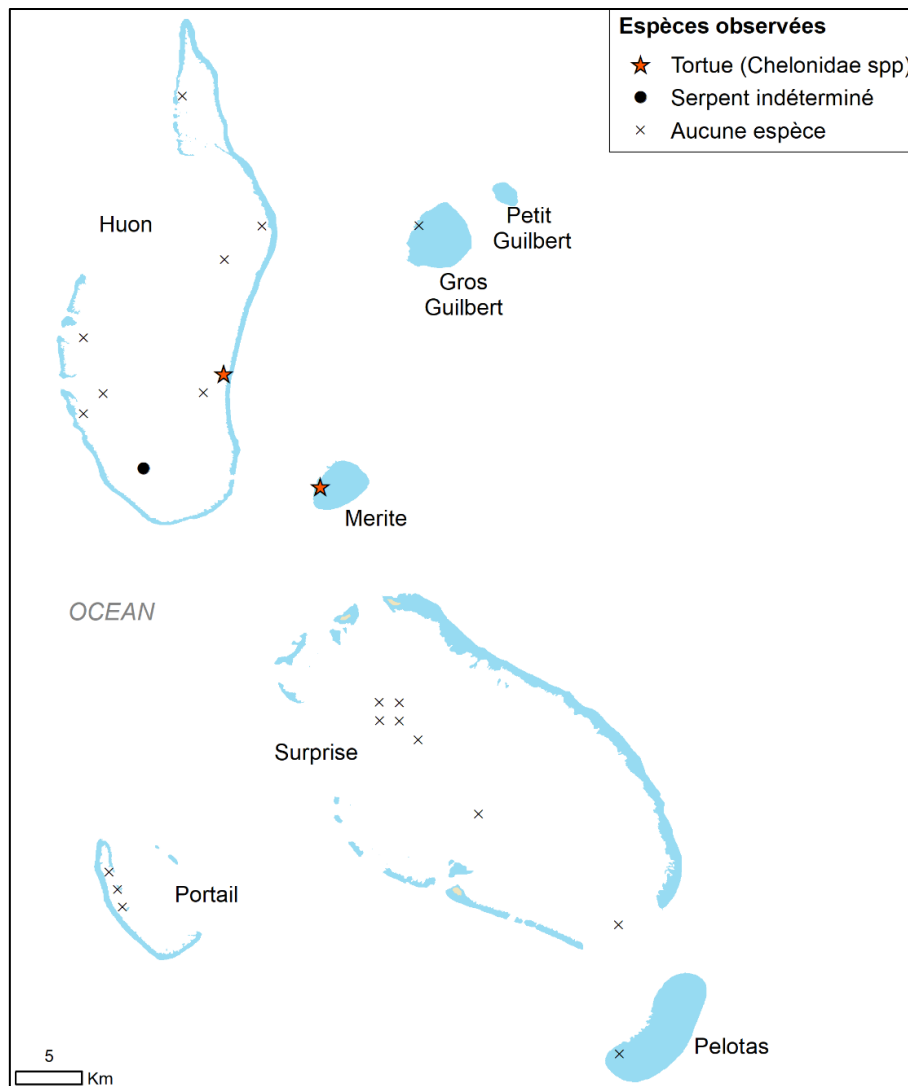 Espèces observées
Tortue (Chelonidae spp)
Serpent indéterminé
Aucune espèce
Huon
Petit
Guilbert
Gros
Guilbert
Merite
OCEAN
Surprise
Portail
Pelotas
5
Km